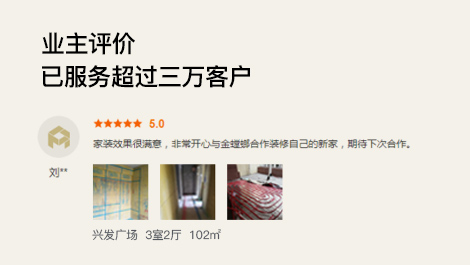 业主评价
已服务超过三万客户
★★★★★ 5.0
家装效果很满意，非常开心与金螳螂合作装修自己的新家，期待下次合作。
刘**
兴发广场 3室2厅 102㎡